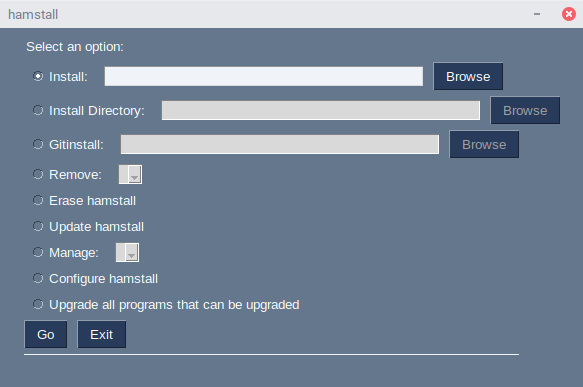 hamstall
Select an option:
Install: Browse
Install Directory: Browse
Gitinstall: Browse
Remove:
Erase hamstall
Update hamstall
Manage:
Configure hamstall
Upgrade all programs that can be upgraded
Go Exit